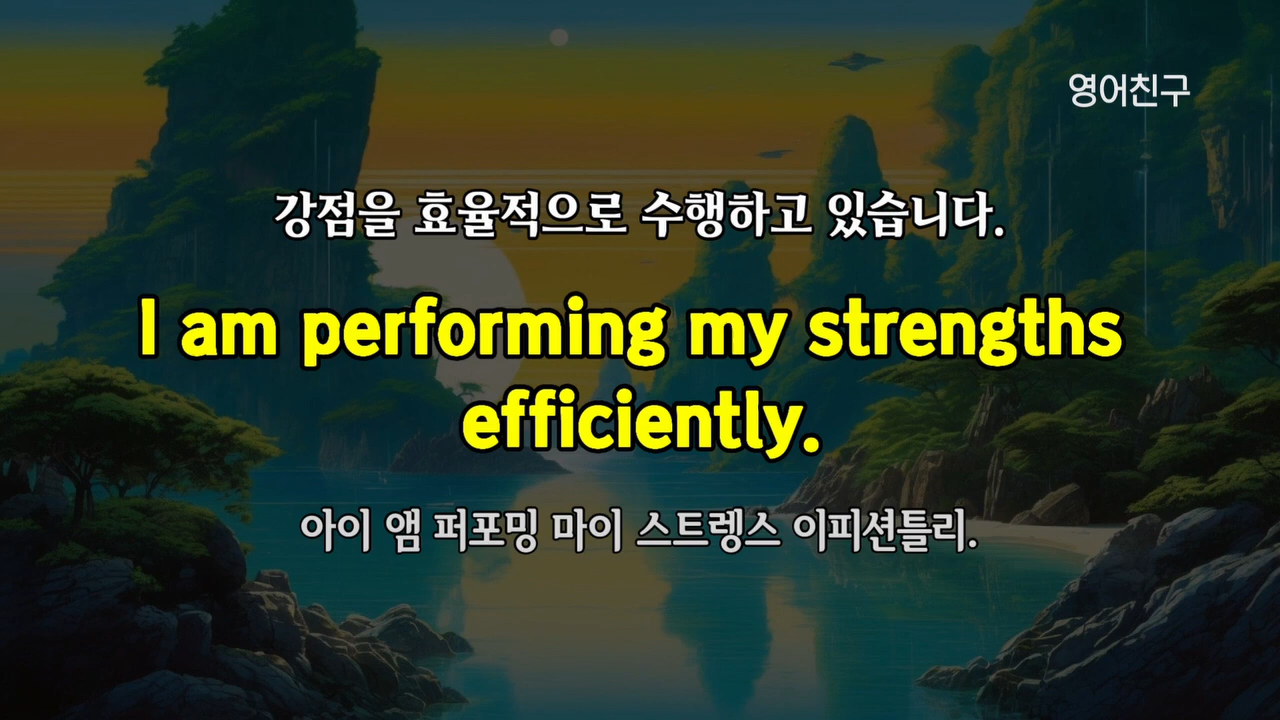 영어친구
강점을 효율적으로 수행하고 있습니다.
I am performing my strengths
efficiently.
아이 앰 퍼포밍 마이 스트렝스 이피션틀리.